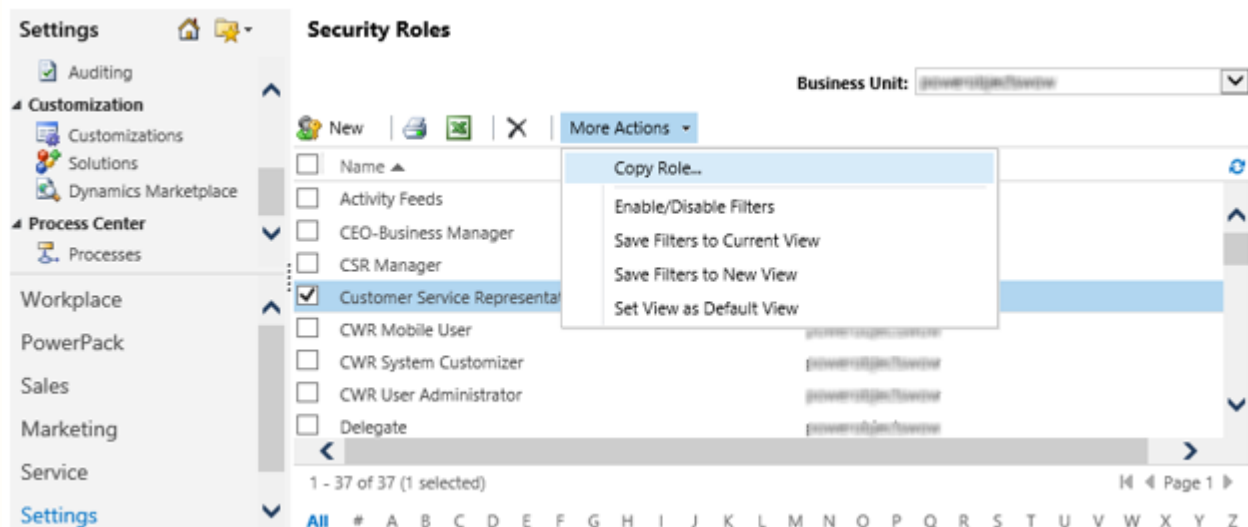 Settings
Auditing
Customization
Customizations
Solutions
Dynamics Marketplace
Process Center
Processes
Workplace
PowerPack
Sales
Marketing
Service
Settings
Security Roles
Business Unit:
New
More Actions
Name
Copy Role...
Enable/Disable Filters
Save Filters to Current View
Save Filters to New View
Set View as Default View
Activity Feeds
CEO-Business Manager
CSR Manager
Customer Service Representat
CWR Mobile User
CWR System Customizer
CWR User Administrator
Delegate
1 - 37 of 37 (1 selected)
Page 1
All # A B C D E F G H I J K L M N O P Q R S T U V W X Y Z